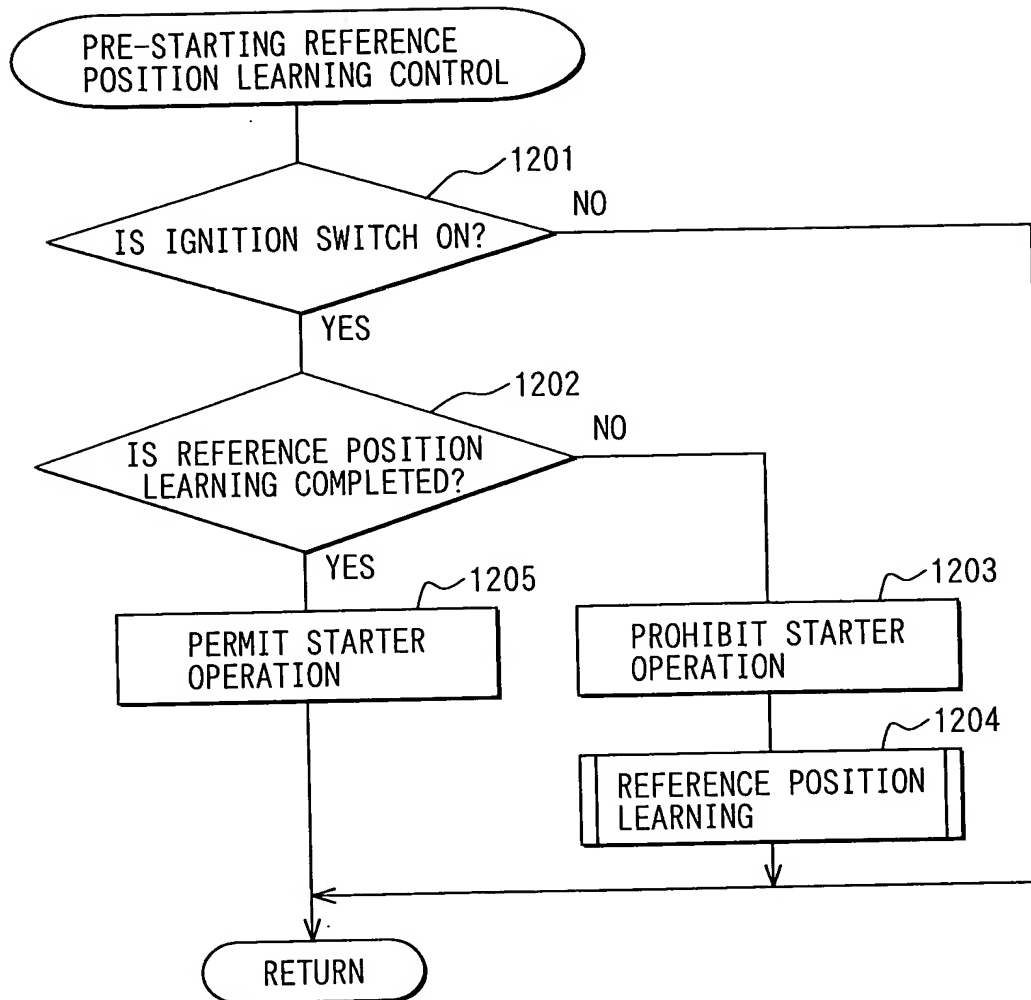 PRE-STARTING REFERENCE
POSITION LEARNING CONTROL
1201
IS IGNITION SWITCH ON?
NO
YES
1202
IS REFERENCE POSITION
LEARNING COMPLETED?
NO
YES
1205
PERMIT STARTER
OPERATION
1203
PROHIBIT STARTER
OPERATION
1204
REFERENCE POSITION
LEARNING
RETURN